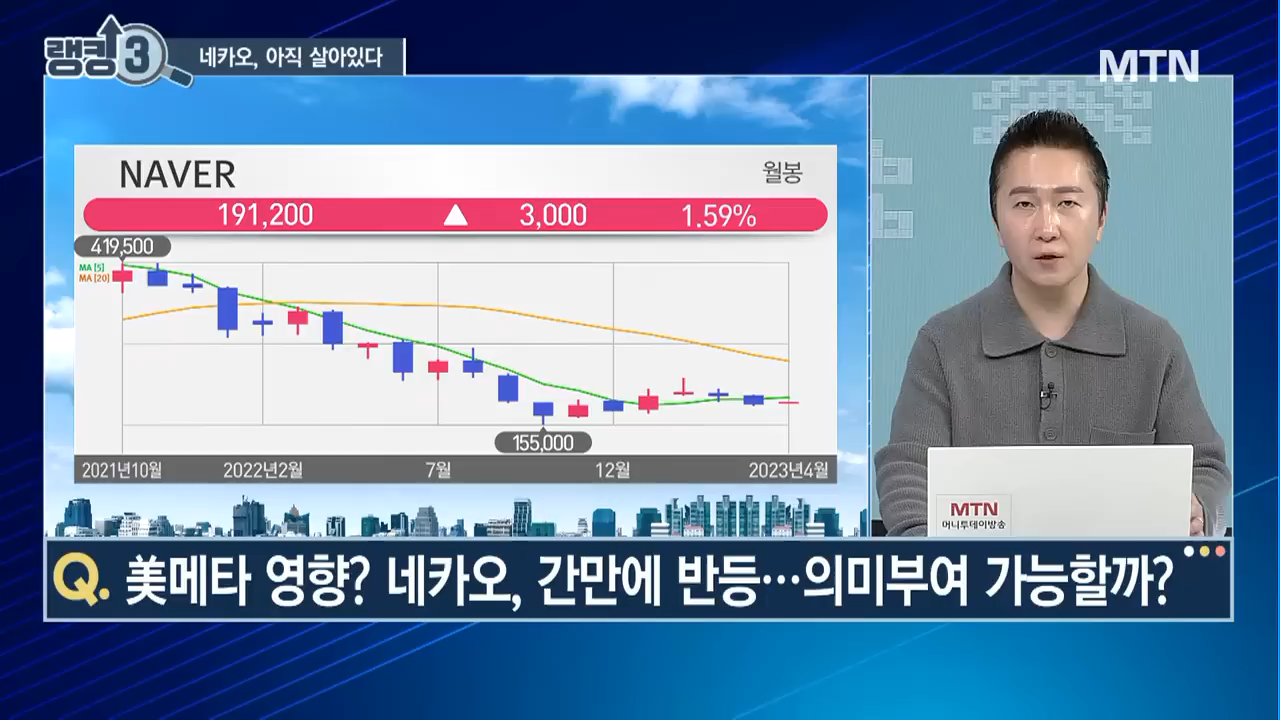 랭킹3
네카오, 아직 살아있다
MTN
NAVER
월봉
191,200 ▲ 3,000 1.59%
419,500
MA [5]
MA [20]
155,000
2021년10월 2022년2월 7월 12월 2023년4월
MTN
머니투데이방송
Q. 美메타 영향? 네카오, 간만에 반등…의미부여 가능할까?